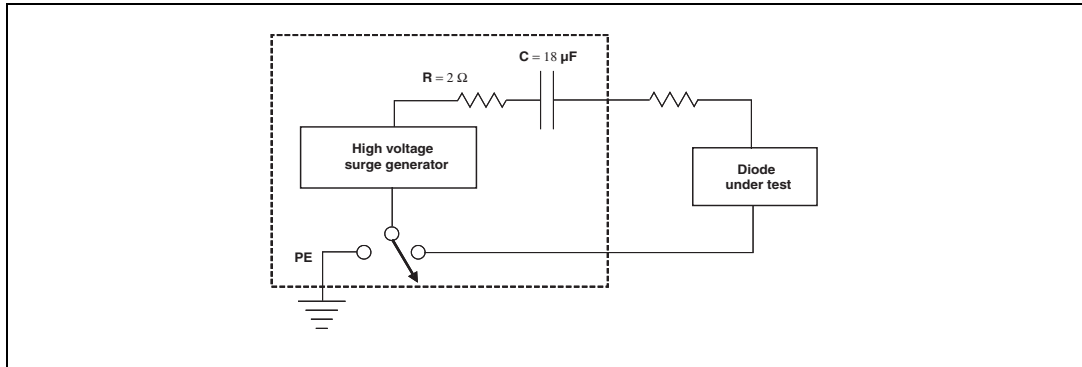 C = 18 µF
R = 2 Ω
High voltage
surge generator
Diode
under test
PE